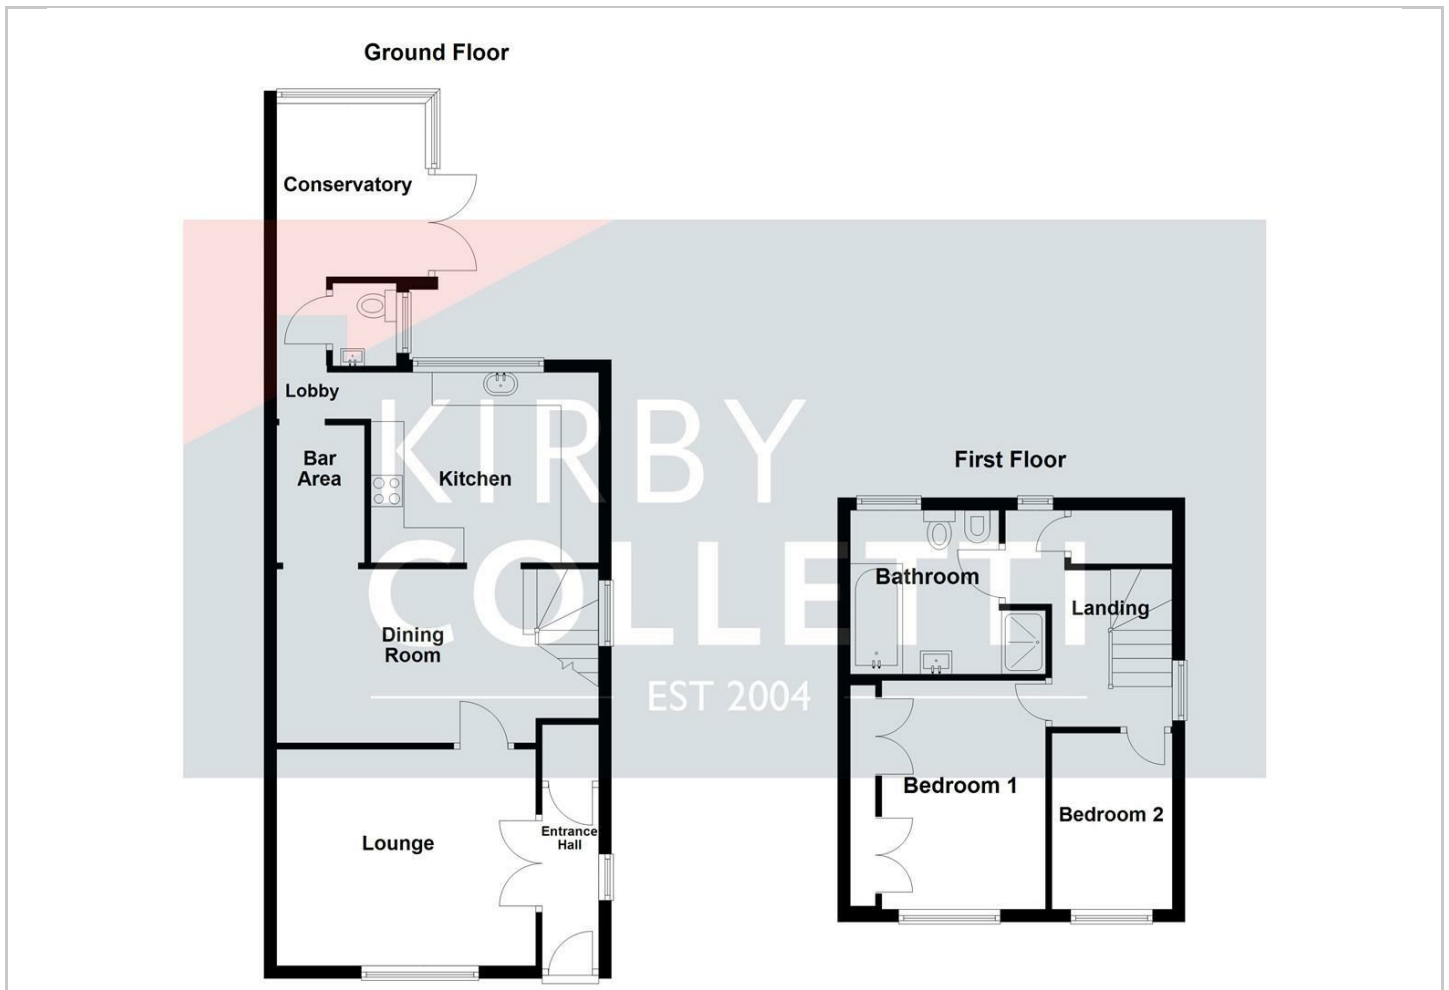 Ground Floor
Conservatory
Lobby
Bar
Area
Kitchen
Dining
Room
Lounge
Entrance
Hall
First Floor
Bathroom
Landing
Bedroom 1
Bedroom 2
KIRBY
COLLETTI
EST 2004